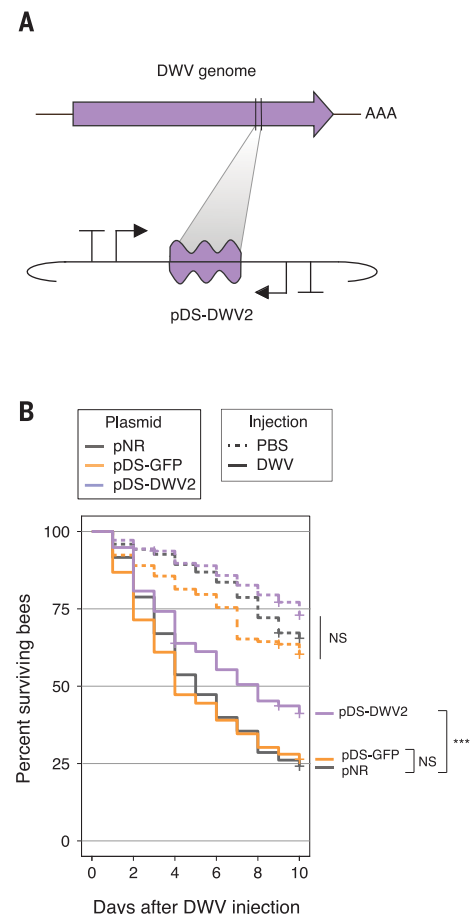 A
DWV genome
AAA
pDS-DWV2
B
Plasmid
pNR
pDS-GFP
pDS-DWV2
Injection
PBS
DWV
Percent surviving bees
100
75
50
25
0
0 2 4 6 8 10
Days after DWV injection
NS
pDS-DWV2
pDS-GFP
pNR
NS
***